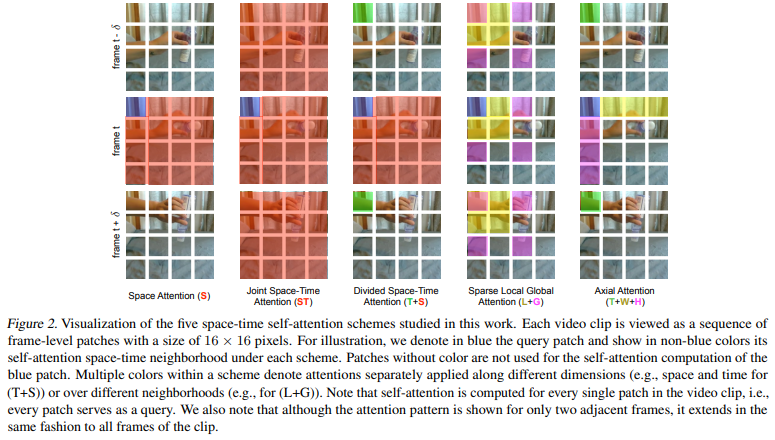 frame t - δ
frame t
frame t + δ
Space Attention (S)
Joint Space-Time
Attention (ST)
Divided Space-Time
Attention (T+S)
Sparse Local Global
Attention (L+G)
Axial Attention
(T+W+H)
Figure 2. Visualization of the five space-time self-attention schemes studied in this work. Each video clip is viewed as a sequence of
frame-level patches with a size of 16 × 16 pixels. For illustration, we denote in blue the query patch and show in non-blue colors its
self-attention space-time neighborhood under each scheme. Patches without color are not used for the self-attention computation of the
blue patch. Multiple colors within a scheme denote attentions separately applied along different dimensions (e.g., space and time for
(T+S)) or over different neighborhoods (e.g., for (L+G)). Note that self-attention is computed for every single patch in the video clip, i.e.,
every patch serves as a query. We also note that although the attention pattern is shown for only two adjacent frames, it extends in the
same fashion to all frames of the clip.